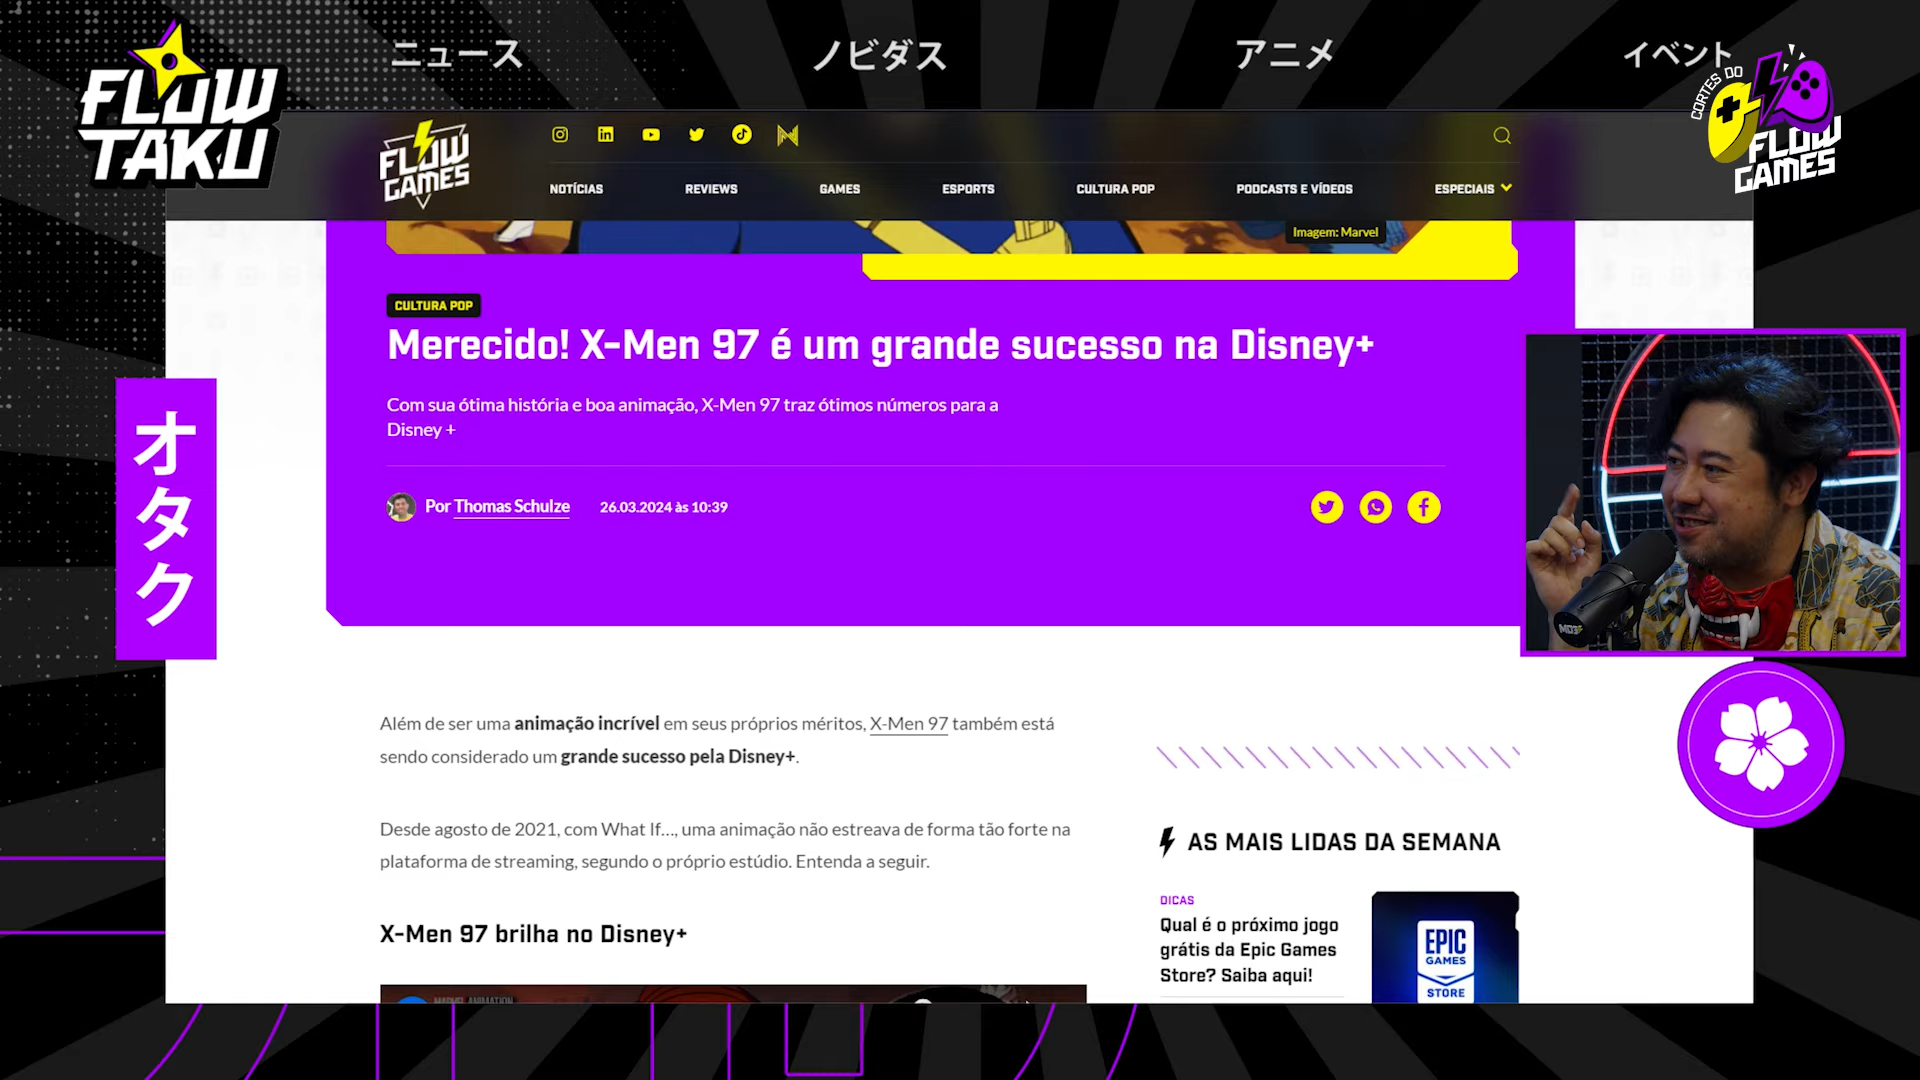 ニュース
ノビダス
アニメ
イベント
FLOW
TAKU
CORTES DO
FLOW
GAMES
FLOW
GAMES
NOTÍCIAS
REVIEWS
GAMES
ESPORTS
CULTURA POP
PODCASTS E VÍDEOS
ESPECIAIS
Imagem: Marvel
CULTURA POP
Merecido! X-Men 97 é um grande sucesso na Disney+
Com sua ótima história e boa animação, X-Men 97 traz ótimos números para a
Disney +
Por Thomas Schulze
26.03.2024 às 10:39
オタク
Além de ser uma animação incrível em seus próprios méritos, X-Men 97 também está
sendo considerado um grande sucesso pela Disney+.
Desde agosto de 2021, com What If..., uma animação não estreava de forma tão forte na
plataforma de streaming, segundo o próprio estúdio. Entenda a seguir.
X-Men 97 brilha no Disney+
MARVEL ANIMATION
AS MAIS LIDAS DA SEMANA
DICAS
Qual é o próximo jogo
grátis da Epic Games
Store? Saiba aqui!
EPIC
GAMES
STORE